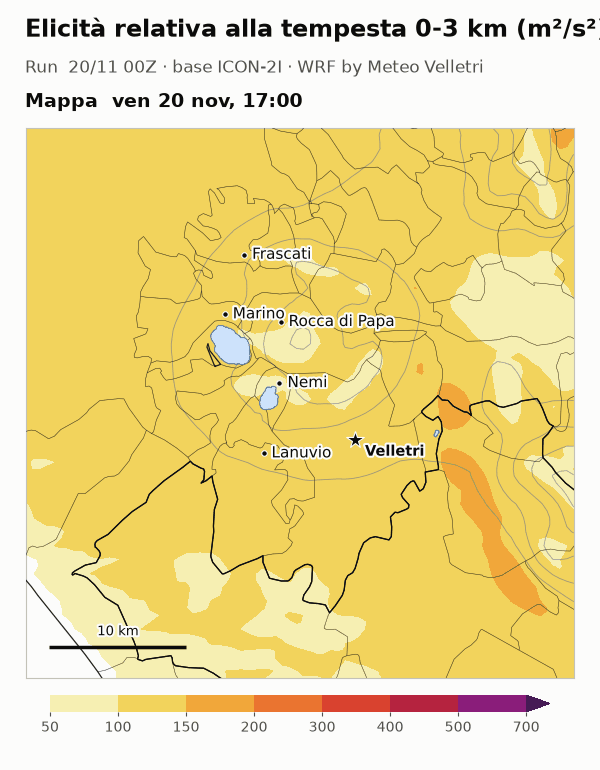 Elicità relativa alla tempesta 0-3 km (m²/s²)
Run  20/11 00Z · base ICON-2I · WRF by Meteo Velletri
Mappa  ven 20 nov, 17:00
Frascati
Marino
Rocca di Papa
Nemi
Velletri
Lanuvio
10 km
50 100 150 200 300 400 500 700